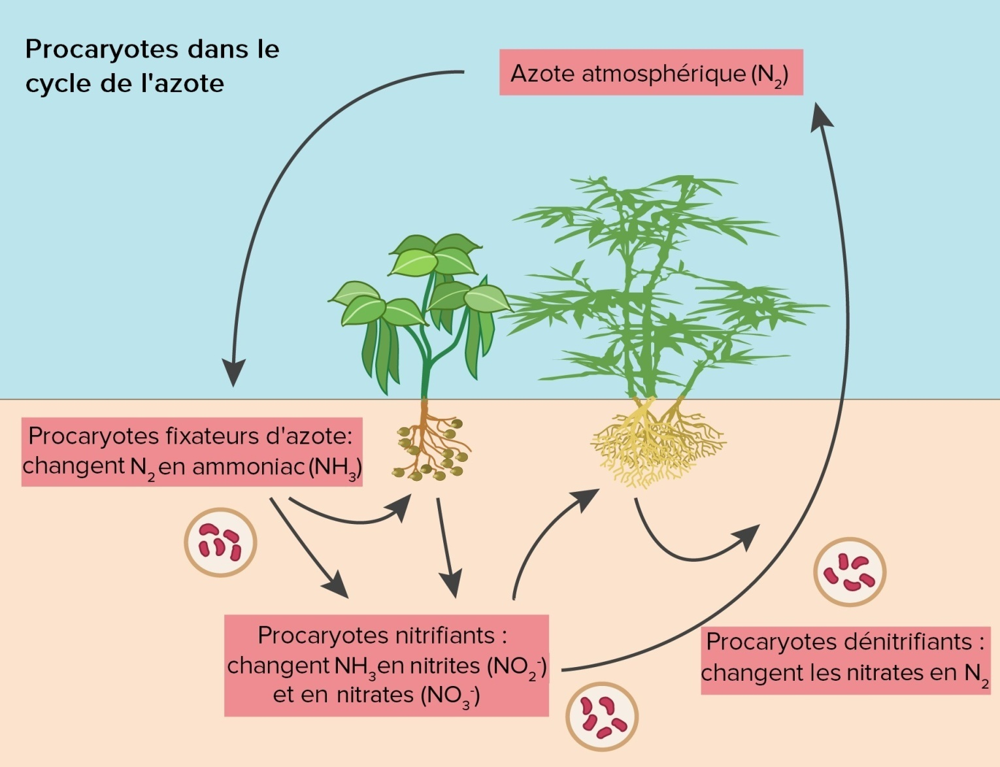 Procaryotes dans le
cycle de l'azote
Azote atmosphérique (N₂)
Procaryotes fixateurs d'azote:
changent N₂ en ammoniac (NH₃)
Procaryotes nitrifiants :
changent NH₃ en nitrites (NO₂⁻)
et en nitrates (NO₃⁻)
Procaryotes dénitrifiants :
changent les nitrates en N₂